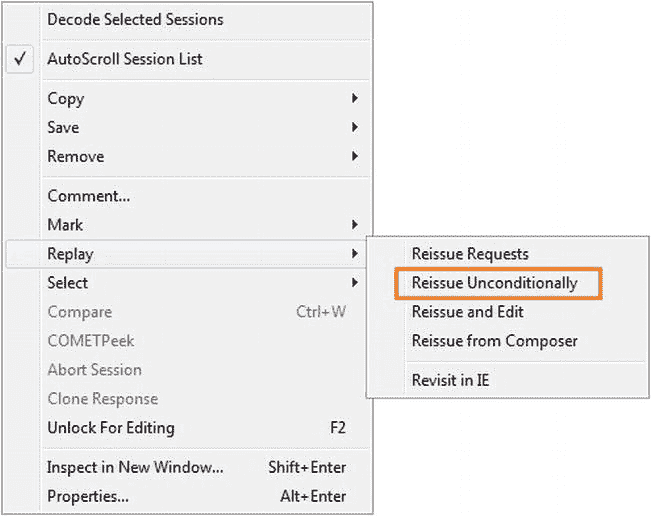 Decode Selected Sessions
✓ AutoScroll Session List
Copy
Save
Remove
Comment...
Mark
Replay
Select
Compare Ctrl+W
COMETPeek
Abort Session
Clone Response
Unlock For Editing F2
Inspect in New Window... Shift+Enter
Properties... Alt+Enter
Reissue Requests
Reissue Unconditionally
Reissue and Edit
Reissue from Composer
Revisit in IE